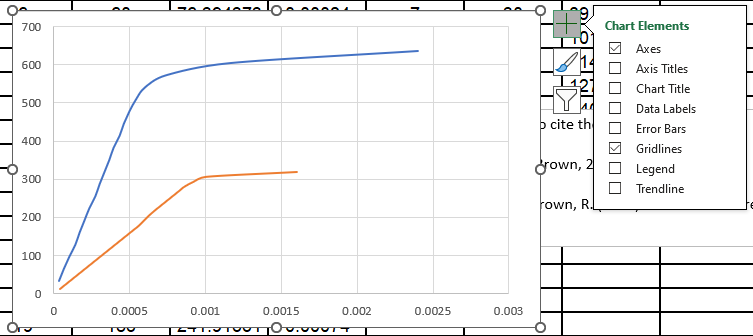 700
600
500
400
300
200
100
0
0 0.0005 0.001 0.0015 0.002 0.0025 0.003
Chart Elements
Axes
Axis Titles
Chart Title
Data Labels
Error Bars
Gridlines
Legend
Trendline
cite
rown, 2
rown, R.